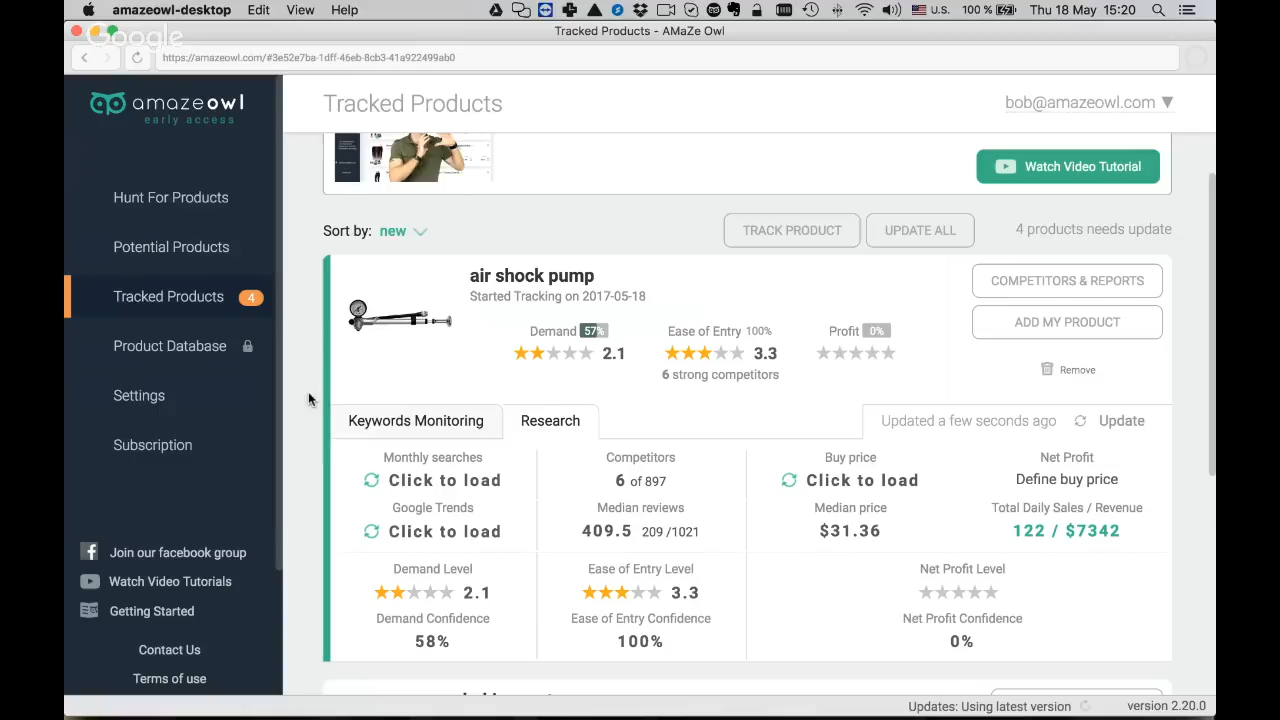 amazeowl-desktop Edit View Help U.S. 100 % Thu 18 May 15:20
Tracked Products - AMaZe Owl
Google
https://amazeowl.com/#3e52e7ba-1dff-46eb-8cb3-41a922499ab0
amazeowl
early access
Tracked Products
bob@amazeowl.com ▼
Watch Video Tutorial
Hunt For Products
Potential Products
Tracked Products 4
Product Database
Settings
Subscription
Join our facebook group
Watch Video Tutorials
Getting Started
Contact Us
Terms of use
Sort by: new
TRACK PRODUCT
UPDATE ALL
4 products needs update
air shock pump
Started Tracking on 2017-05-18
Demand 57%
2.1
Ease of Entry 100%
3.3
6 strong competitors
Profit 0%
COMPETITORS & REPORTS
ADD MY PRODUCT
Remove
Keywords Monitoring
Research
Updated a few seconds ago
Update
Monthly searches
Click to load
Google Trends
Click to load
Competitors
6 of 897
Median reviews
409.5 209 /1021
Buy price
Click to load
Median price
$31.36
Net Profit
Define buy price
Total Daily Sales / Revenue
122 / $7342
Demand Level
2.1
Demand Confidence
58%
Ease of Entry Level
3.3
Ease of Entry Confidence
100%
Net Profit Level
Net Profit Confidence
0%
Updates: Using latest version
version 2.20.0